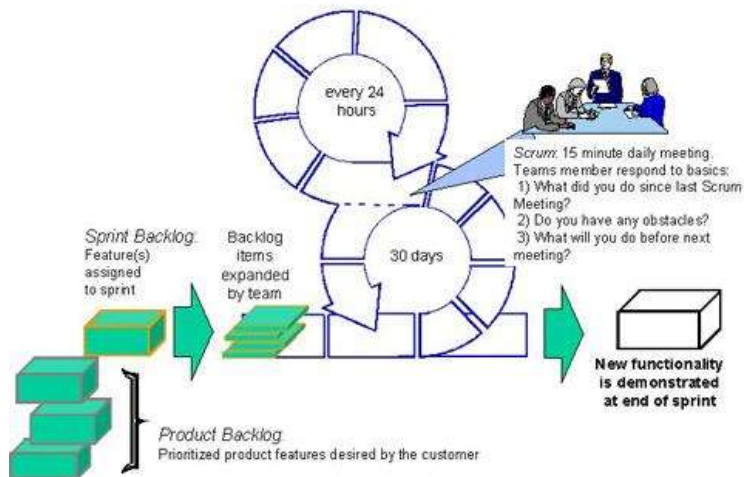 every 24
hours
Scrum: 15 minute daily meeting.
Teams member respond to basics:
1) What did you do since last Scrum
Meeting?
2) Do you have any obstacles?
3) What will you do before next
meeting?
Sprint Backlog:
Feature(s)
assigned
to sprint
Backlog
items
expanded
by team
30 days
New functionality
is demonstrated
at end of sprint
Product Backlog:
Prioritized product features desired by the customer